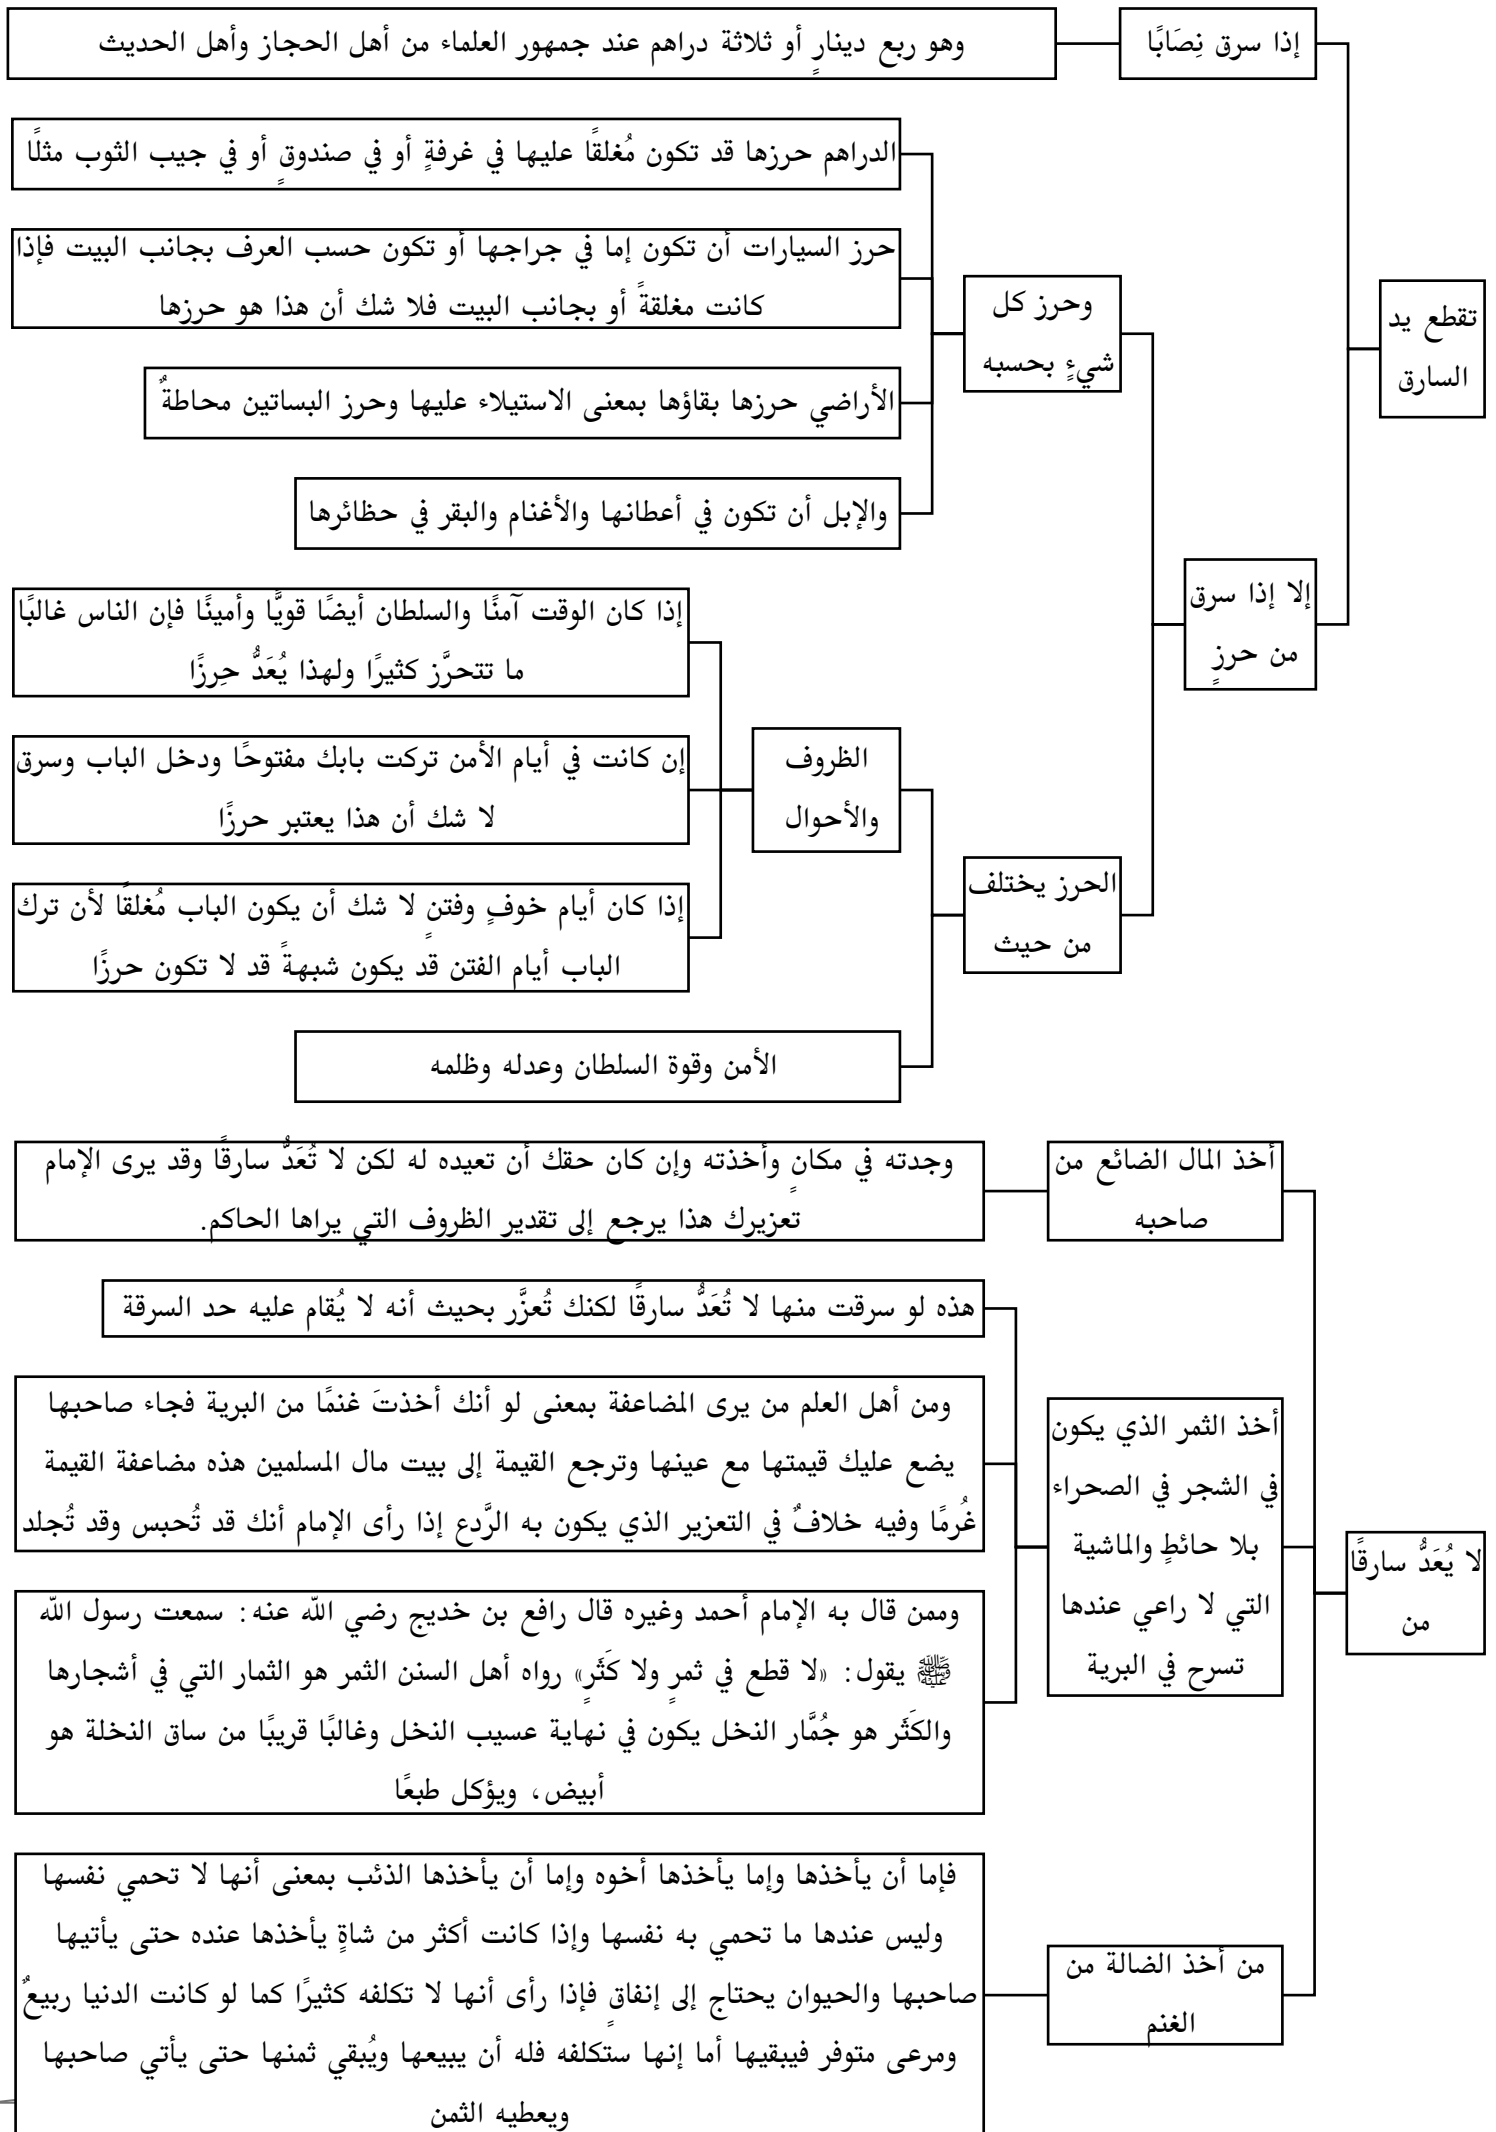 تقطع يد
السارق
إذا سرق نِصَابًا
وهو ربع دينارٍ أو ثلاثة دراهم عند جمهور العلماء من أهل الحجاز وأهل الحديث
إلا إذا سرق
من حرزٍ
وحرز كل
شيءٍ بحسبه
الدراهم حرزها قد تكون مُغلقًا عليها في غرفةٍ أو في صندوقٍ أو في جيب الثوب مثلًا
حرز السيارات أن تكون إما في جراجها أو تكون حسب العرف بجانب البيت فإذا
كانت مغلقةً أو بجانب البيت فلا شك أن هذا هو حرزها
الأراضي حرزها بقاؤها بمعنى الاستيلاء عليها وحرز البساتين محاطةٌ
والإبل أن تكون في أعطانها والأغنام والبقر في حظائرها
الحرز يختلف
من حيث
الظروف
والأحوال
إذا كان الوقت آمنًا والسلطان أيضًا قويًّا وأمينًا فإن الناس غالبًا
ما تتحرَّز كثيرًا ولهذا يُعَدُّ حِرزًا
إن كانت في أيام الأمن تركت بابك مفتوحًا ودخل الباب وسرق
لا شك أن هذا يعتبر حرزًا
إذا كان أيام خوفٍ وفتنٍ لا شك أن يكون الباب مُغلقًا لأن ترك
الباب أيام الفتن قد يكون شبهةً قد لا تكون حرزًا
الأمن وقوة السلطان وعدله وظلمه
لا يُعَدُّ سارقًا
من
أخذ المال الضائع من
صاحبه
وجدته في مكانٍ وأخذته وإن كان حقك أن تعيده له لكن لا تُعَدُّ سارقًا وقد يرى الإمام
تعزيرك هذا يرجع إلى تقدير الظروف التي يراها الحاكم.
أخذ الثمر الذي يكون
في الشجر في الصحراء
بلا حائطٍ والماشية
التي لا راعي عندها
تسرح في البرية
هذه لو سرقت منها لا تُعَدُّ سارقًا لكنك تُعزَّر بحيث أنه لا يُقام عليه حد السرقة
ومن أهل العلم من يرى المضاعفة بمعنى لو أنك أخذتَ غنمًا من البرية فجاء صاحبها
يضع عليك قيمتها مع عينها وترجع القيمة إلى بيت مال المسلمين هذه مضاعفة القيمة
غُرمًا وفيه خلافٌ في التعزير الذي يكون به الرَّدع إذا رأى الإمام أنك قد تُحبس وقد تُجلد
وممن قال به الإمام أحمد وغيره قال رافع بن خديج رضي الله عنه: سمعت رسول الله
ﷺ يقول: «لا قطع في ثمرٍ ولا كَثَرٍ» رواه أهل السنن الثمر هو الثمار التي في أشجارها
والكَثَر هو جُمَّار النخل يكون في نهاية عسيب النخل وغالبًا قريبًا من ساق النخلة هو
أبيض، ويؤكل طبعًا
من أخذ الضالة من
الغنم
فإما أن يأخذها وإما يأخذها أخوه وإما أن يأخذها الذئب بمعنى أنها لا تحمي نفسها
وليس عندها ما تحمي به نفسها وإذا كانت أكثر من شاةٍ يأخذها عنده حتى يأتيها
صاحبها والحيوان يحتاج إلى إنفاقٍ فإذا رأى أنها لا تكلفه كثيرًا كما لو كانت الدنيا ربيعٌ
ومرعى متوفر فيبقيها أما إنها ستكلفه فله أن يبيعها ويُبقي ثمنها حتى يأتي صاحبها
ويعطيه الثمن